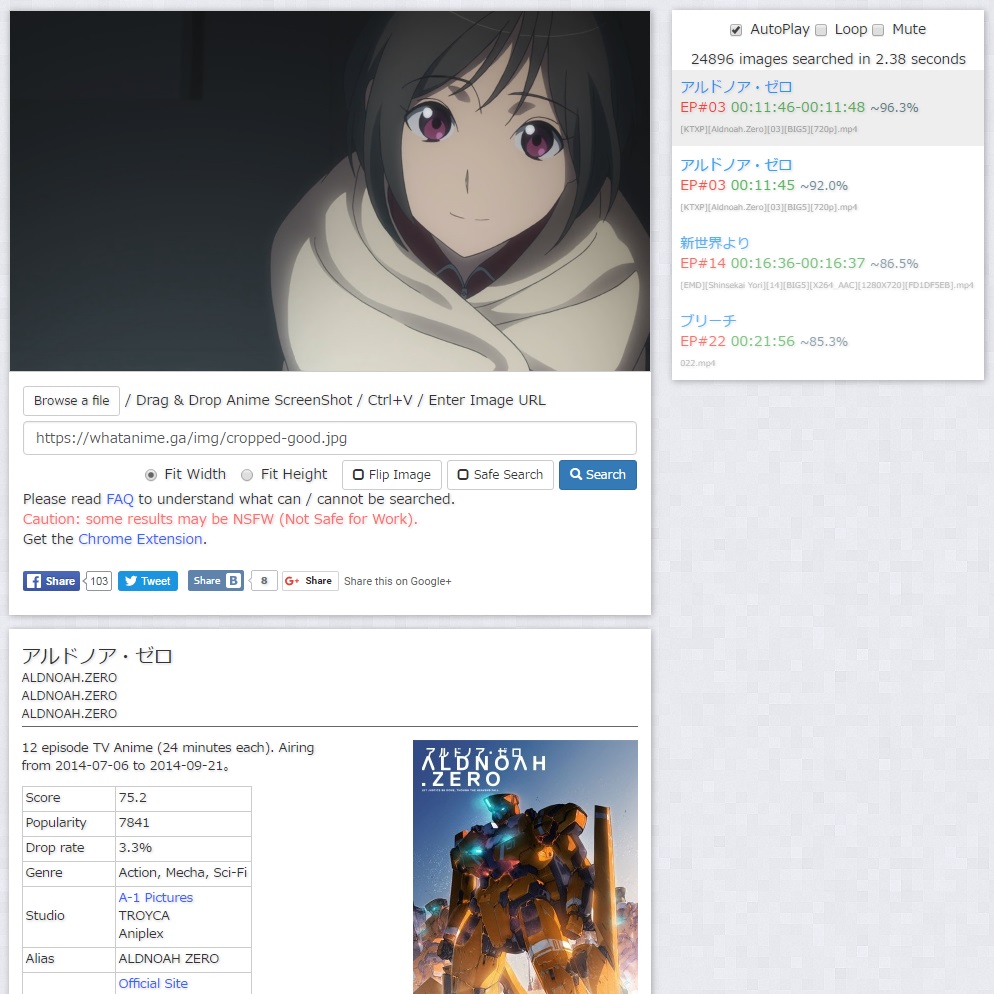 AutoPlay Loop Mute
24896 images searched in 2.38 seconds
アルドノア・ゼロ
EP#03 00:11:46-00:11:48 ~96.3%
[KTXP][Aldnoah.Zero][03][BIG5][720p].mp4
アルドノア・ゼロ
EP#03 00:11:45 ~92.0%
[KTXP][Aldnoah.Zero][03][BIG5][720p].mp4
新世界より
EP#14 00:16:36-00:16:37 ~86.5%
[EMD][Shinsekai Yori][14][BIG5][X264_AAC][1280X720][FD1DF5EB].mp4
ブリーチ
EP#22 00:21:56 ~85.3%
022.mp4
Browse a file / Drag & Drop Anime ScreenShot / Ctrl+V / Enter Image URL
https://whatanime.ga/img/cropped-good.jpg
Fit Width Fit Height Flip Image Safe Search Search
Please read FAQ to understand what can / cannot be searched.
Caution: some results may be NSFW (Not Safe for Work).
Get the Chrome Extension.
Share 103 Tweet Share B 8 G+ Share Share this on Google+
アルドノア・ゼロ
ALDNOAH.ZERO
ALDNOAH.ZERO
ALDNOAH.ZERO
12 episode TV Anime (24 minutes each). Airing
from 2014-07-06 to 2014-09-21。
Score 75.2
Popularity 7841
Drop rate 3.3%
Genre Action, Mecha, Sci-Fi
Studio A-1 Pictures
TROYCA
Aniplex
Alias ALDNOAH ZERO
Official Site
アルドノア・ゼロ
ALDNOAH
.ZERO